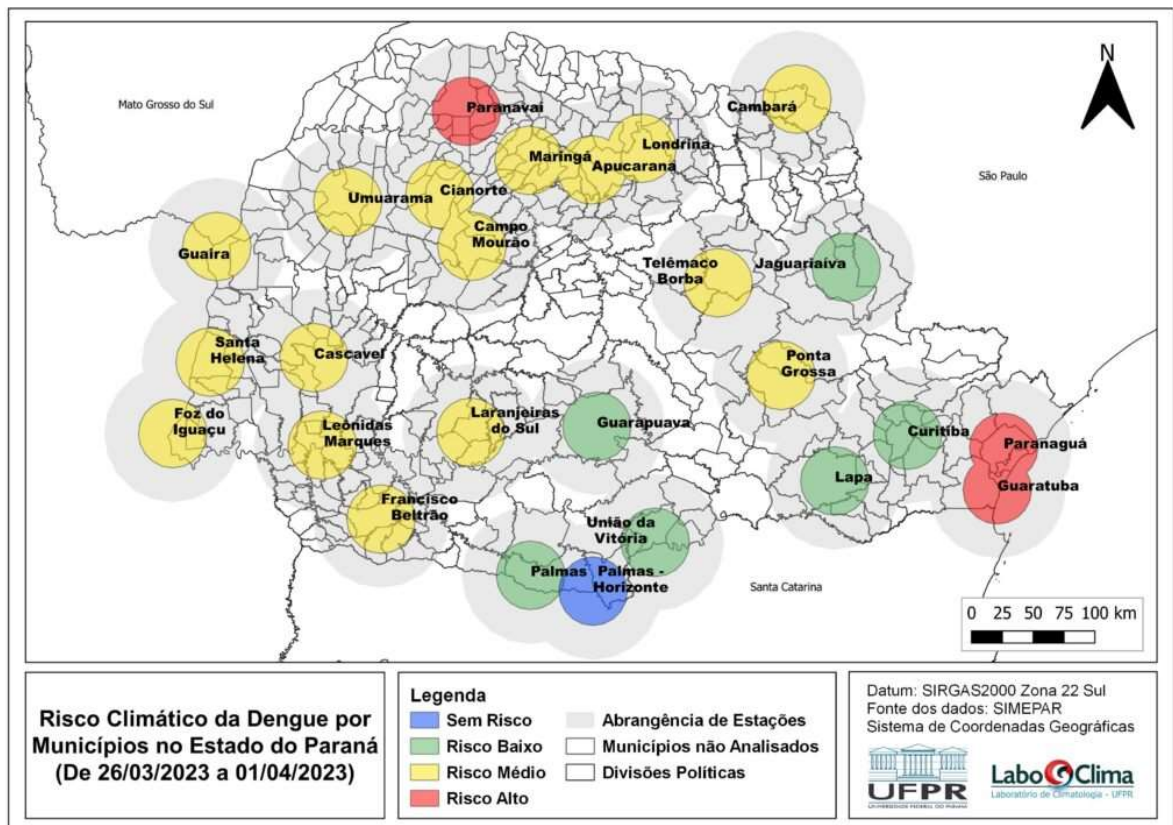 N
Mato Grosso do Sul
Paranavaí
Cambará
Londrina
Maringá
Apucarana
São Paulo
Cianorte
Umuarama
Campo
Mourão
Guaíra
Telêmaco
Borba
Jaguariaíva
Santa
Helena
Cascavel
Ponta
Grossa
Foz do
Iguaçu
Leônidas
Marques
Laranjeiras
do Sul
Guarapuava
Curitiba
Paranaguá
Lapa
Guaratuba
Francisco
Beltrão
União da
Vitória
Palmas
Palmas -
Horizonte
Santa Catarina
0 25 50 75 100 km
Risco Climático da Dengue por
Municípios no Estado do Paraná
(De 26/03/2023 a 01/04/2023)
Legenda
Sem Risco
Risco Baixo
Risco Médio
Risco Alto
Abrangência de Estações
Municípios não Analisados
Divisões Políticas
Datum: SIRGAS2000 Zona 22 Sul
Fonte dos dados: SIMEPAR
Sistema de Coordenadas Geográficas
UFPR
UNIVERSIDADE FEDERAL DO PARANÁ
LaboClima
Laboratório de Climatologia - UFPR